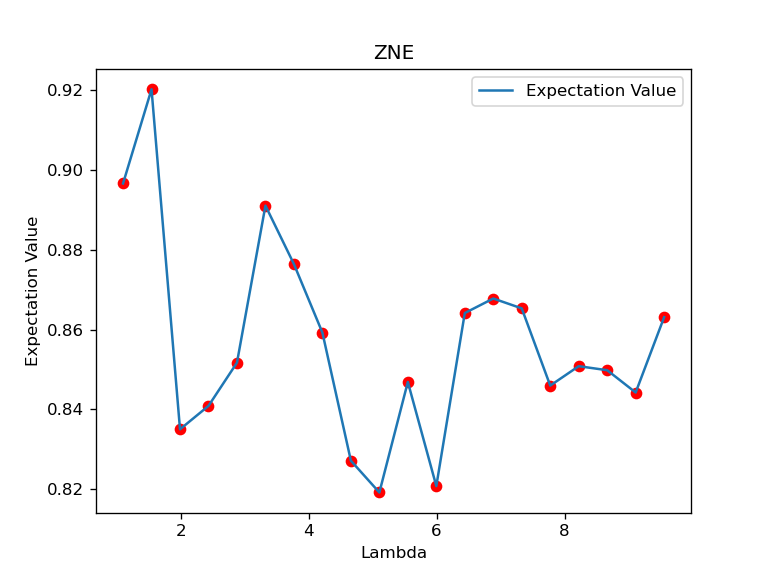 ZNE
Expectation Value
0.92
0.90
0.88
0.86
0.84
0.82
Expectation Value
2
4
6
8
Lambda